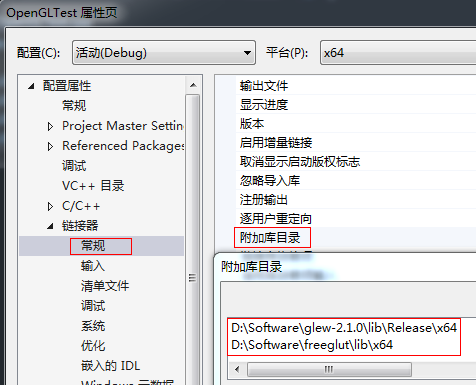 OpenGLTest 属性页
配置(C):
活动(Debug)
平台(P):
x64
配置属性
常规
Project Master Settin
Referenced Packages
调试
VC++ 目录
C/C++
链接器
常规
输入
清单文件
调试
系统
优化
嵌入的 IDL
输出文件
显示进度
版本
启用增量链接
取消显示启动版权标志
忽略导入库
注册输出
逐用户重定向
附加库目录
附加库目录
D:\Software\glew-2.1.0\lib\Release\x64
D:\Software\freeglut\lib\x64